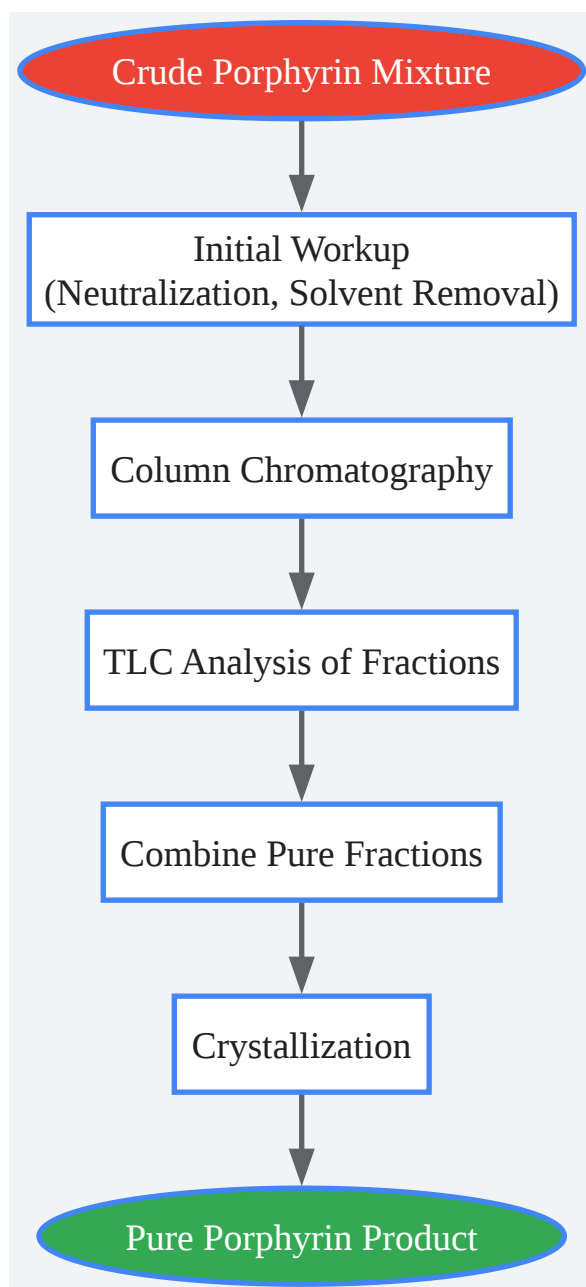 Crude Porphyrin Mixture
Initial Workup
(Neutralization, Solvent Removal)
Column Chromatography
TLC Analysis of Fractions
Combine Pure Fractions
Crystallization
Pure Porphyrin Product